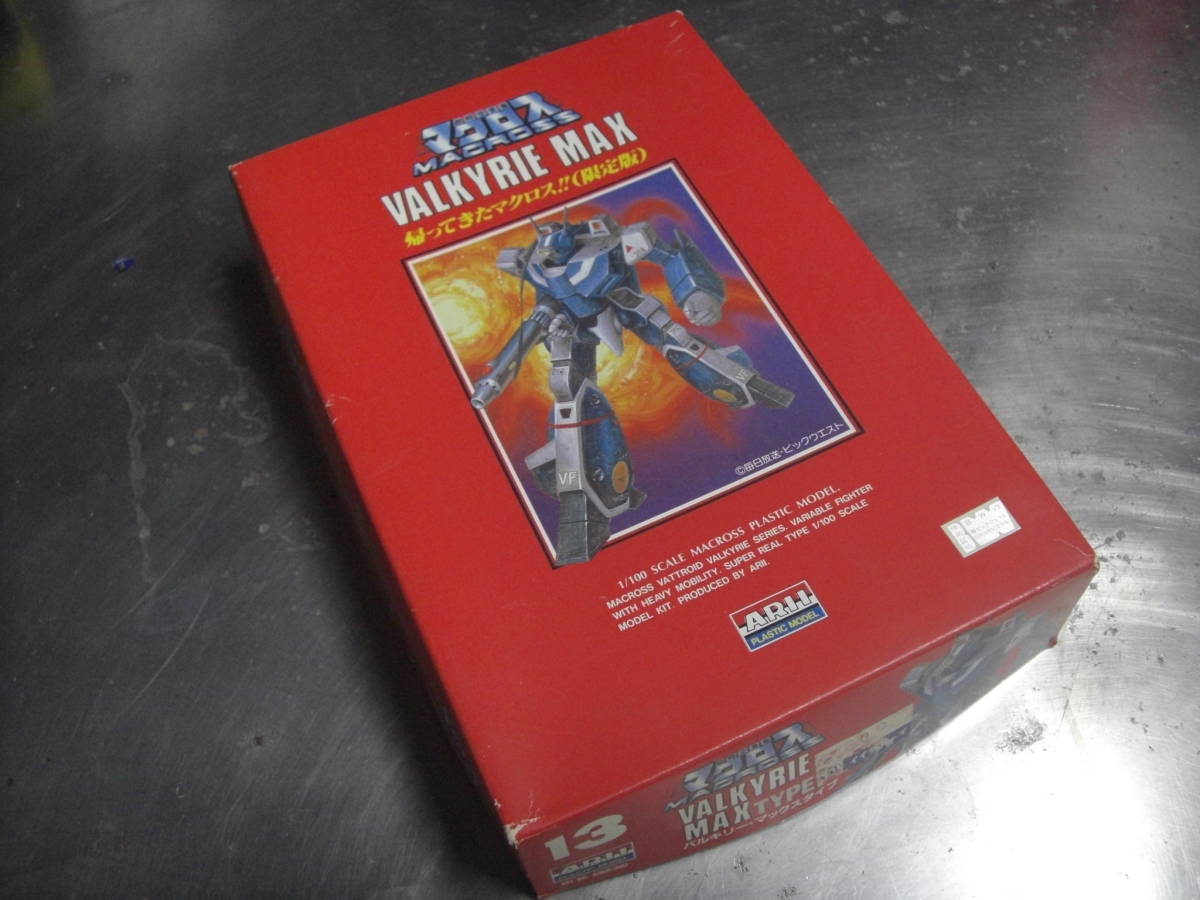 マクロス
MACROSS
VALKYRIE MAX
帰ってきたマクロス!!(限定版)
VF
VF
©毎日放送・ビックウエスト
1/100 SCALE MACROSS PLASTIC MODEL.
MACROSS VATTROID VALKYRIE SERIES. VARIABLE FIGHTER
WITH HEAVY MOBILITY. SUPER REAL TYPE 1/100 SCALE
MODEL KIT. PRODUCED BY ARII.
ARII
PLASTIC MODEL
マクロス
MACROSS
VALKYRIE
MAX TYPE
バルキリー・マックスタイプ
13
ARII